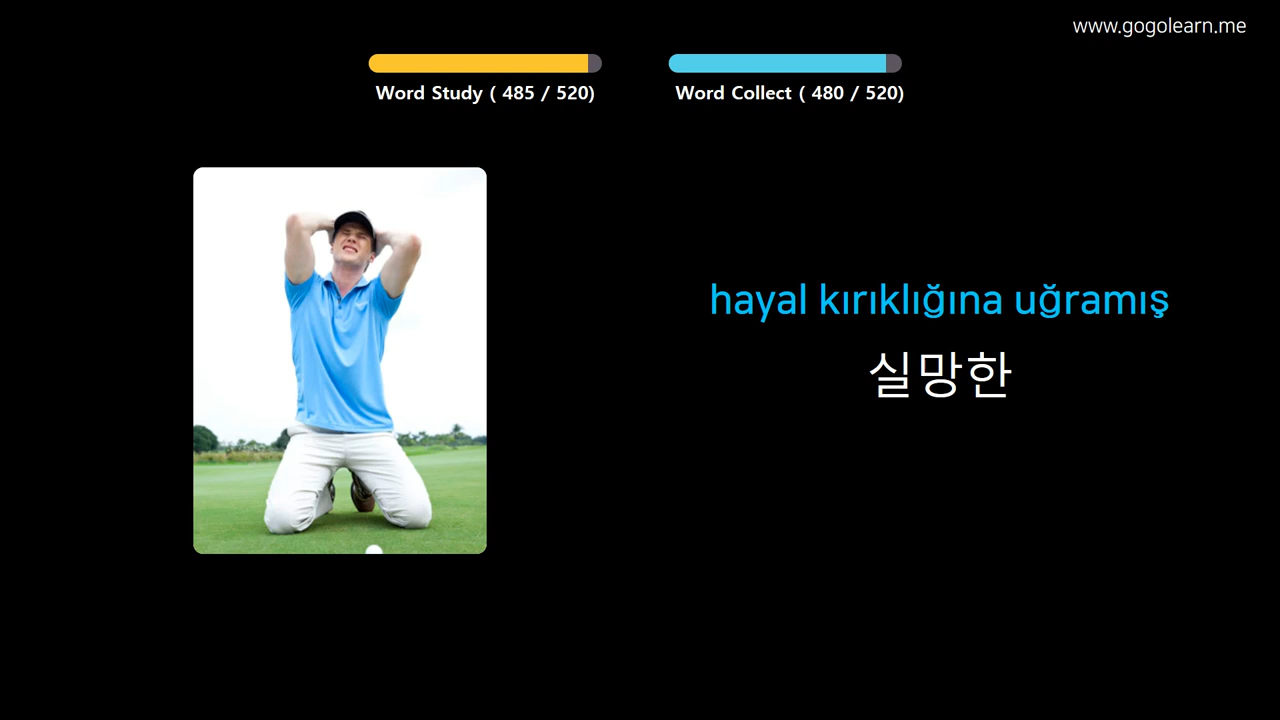 www.gogolearn.me
Word Study ( 485 / 520)
Word Collect ( 480 / 520)
hayal kırıklığına uğramış
실망한